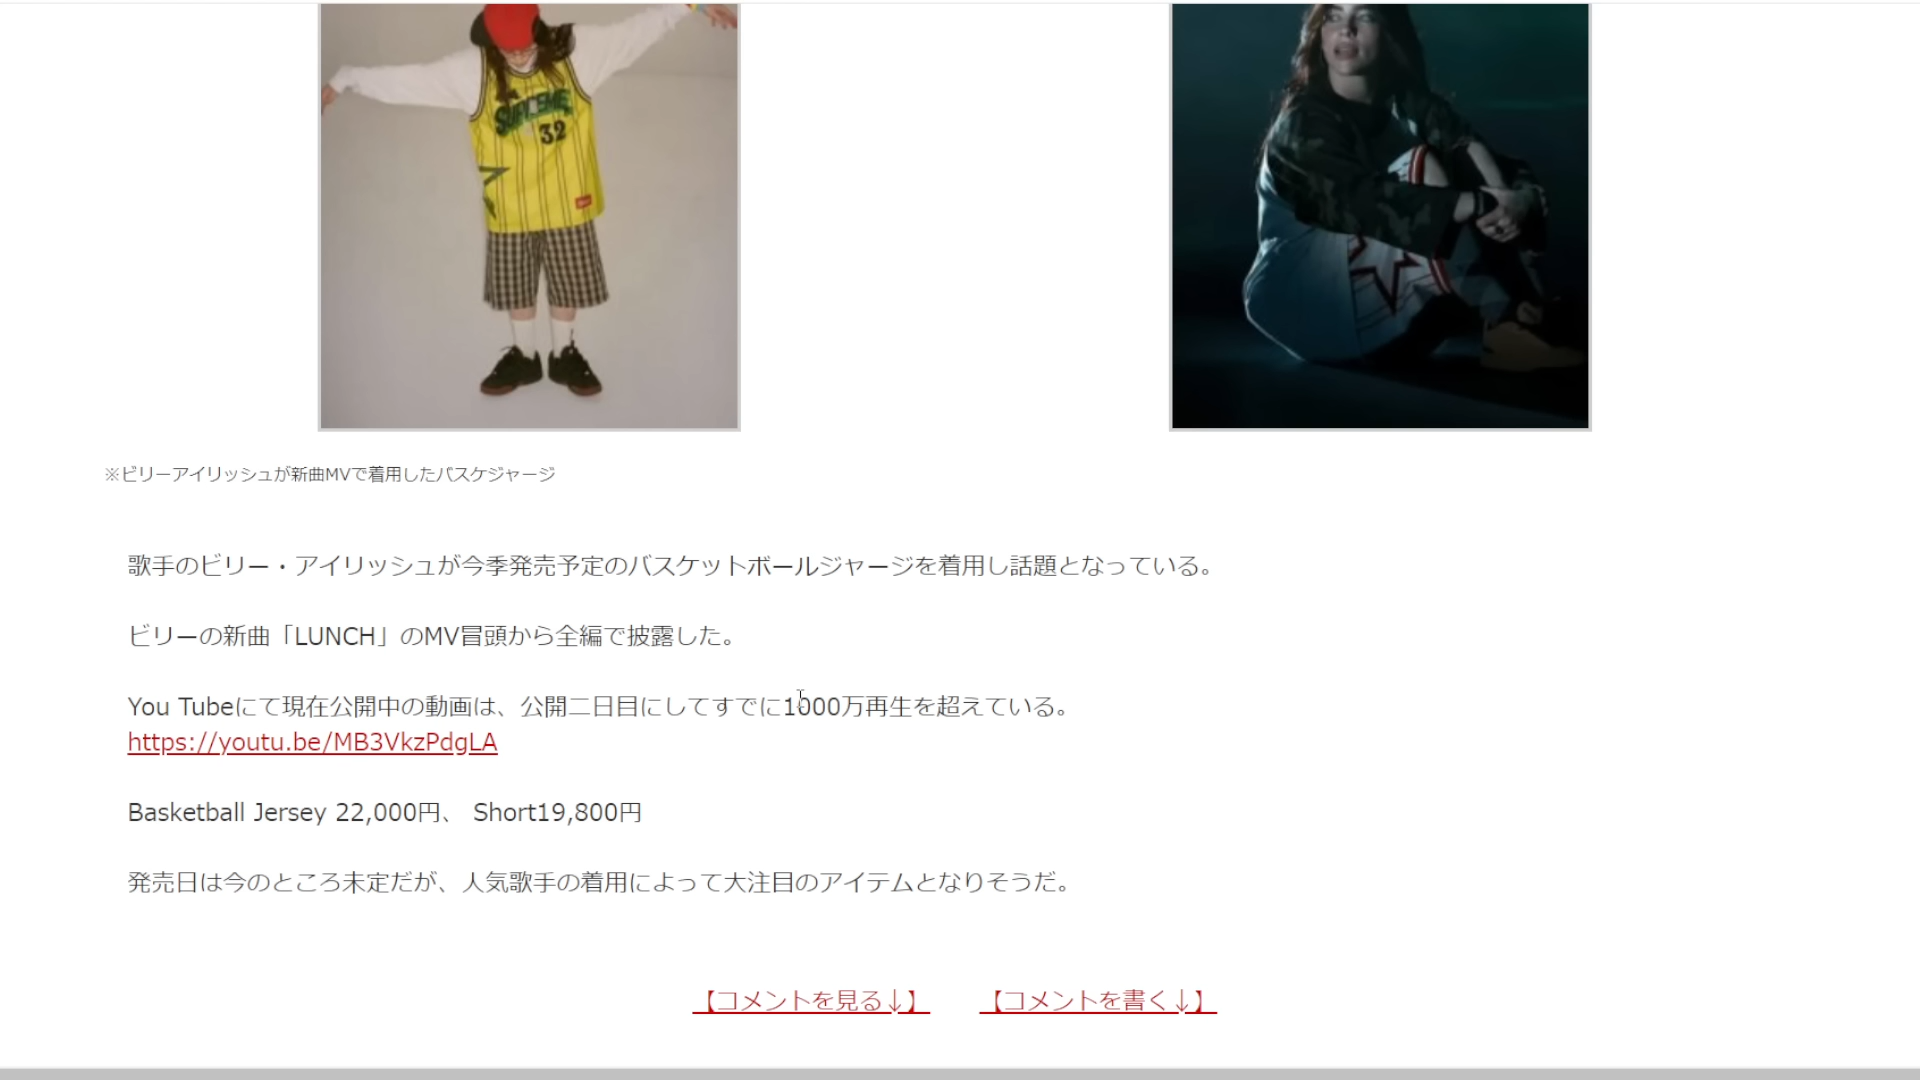 SUPREME
32
※ビリーアイリッシュが新曲MVで着用したバスケジャージ
歌手のビリー・アイリッシュが今季発売予定のバスケットボールジャージを着用し話題となっている。
ビリーの新曲「LUNCH」のMV冒頭から全編で披露した。
You Tubeにて現在公開中の動画は、公開二日目にしてすでに1000万再生を超えている。
https://youtu.be/MB3VkzPdgLA
Basketball Jersey 22,000円、 Short19,800円
発売日は今のところ未定だが、人気歌手の着用によって大注目のアイテムとなりそうだ。
【コメントを見る↓】 【コメントを書く↓】